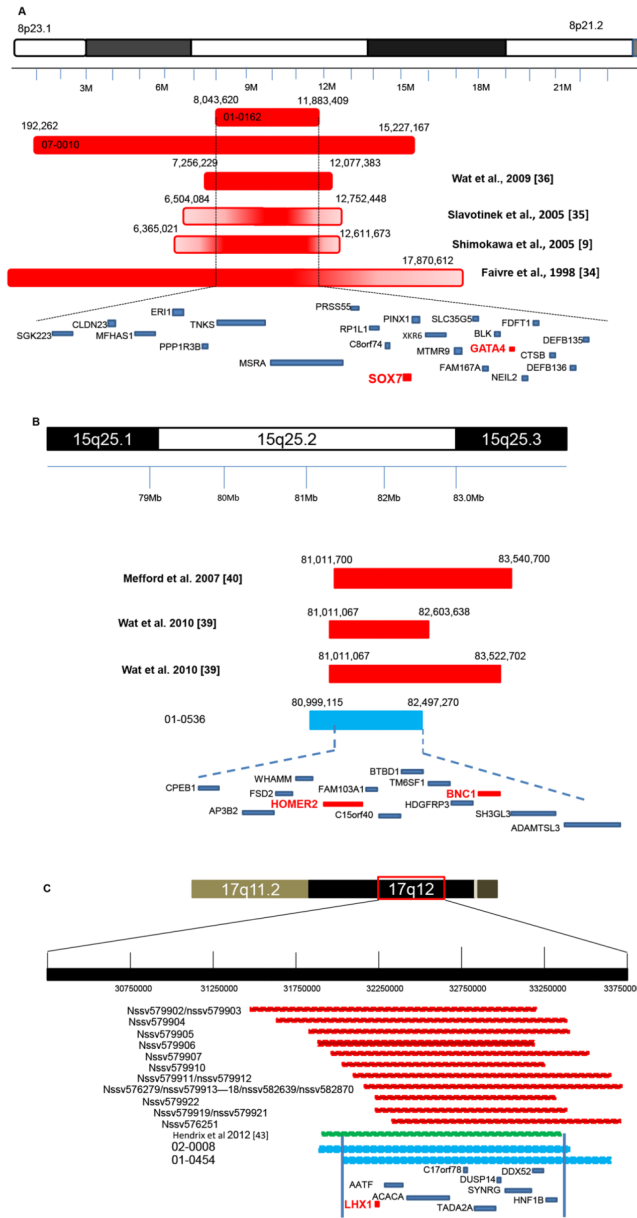 A
8p23.1 8p21.2
3M 6M 9M 12M 15M 18M 21M
8,043,620 11,883,409
01-0162
192,262 15,227,167
07-0010
7,256,229 12,077,383
Wat et al., 2009 [36]
6,504,084 12,752,448
Slavotinek et al., 2005 [35]
6,365,021 12,611,673
Shimokawa et al., 2005 [9]
17,870,612
Faivre et al., 1998 [34]
ERI1 PRSS55 PINX1 SLC35G5 FDFT1
CLDN23 TNKS RP1L1 XKR6 BLK DEFB135
SGK223 MFHAS1 C8orf74 GATA4
PPP1R3B MTMR9 CTSB
MSRA FAM167A DEFB136
SOX7 NEIL2
B
15q25.1 15q25.2 15q25.3
79Mb 80Mb 81Mb 82Mb 83.0Mb
81,011,700 83,540,700
Mefford et al. 2007 [40]
81,011,067 82,603,638
Wat et al. 2010 [39]
81,011,067 83,522,702
Wat et al. 2010 [39]
80,999,115 82,497,270
01-0536
WHAMM BTBD1
CPEB1 FAM103A1 TM6SF1
FSD2 BNC1
HOMER2 HDGFRP3
AP3B2 C15orf40 SH3GL3
ADAMTSL3
C
17q11.2 17q12
30750000 31250000 31750000 32250000 32750000 33250000 33750000
Nssv579902/nssv579903
Nssv579904
Nssv579905
Nssv579906
Nssv579907
Nssv579910
Nssv579911/nssv579912
Nssv576279/nssv579913—18/nssv582639/nssv582870
Nssv579922
Nssv579919/nssv579921
Nssv576251
Hendrix et al 2012 [43]
02-0008
01-0454
C17orf78 DDX52
AATF DUSP14
ACACA SYNRG
LHX1 HNF1B
TADA2A